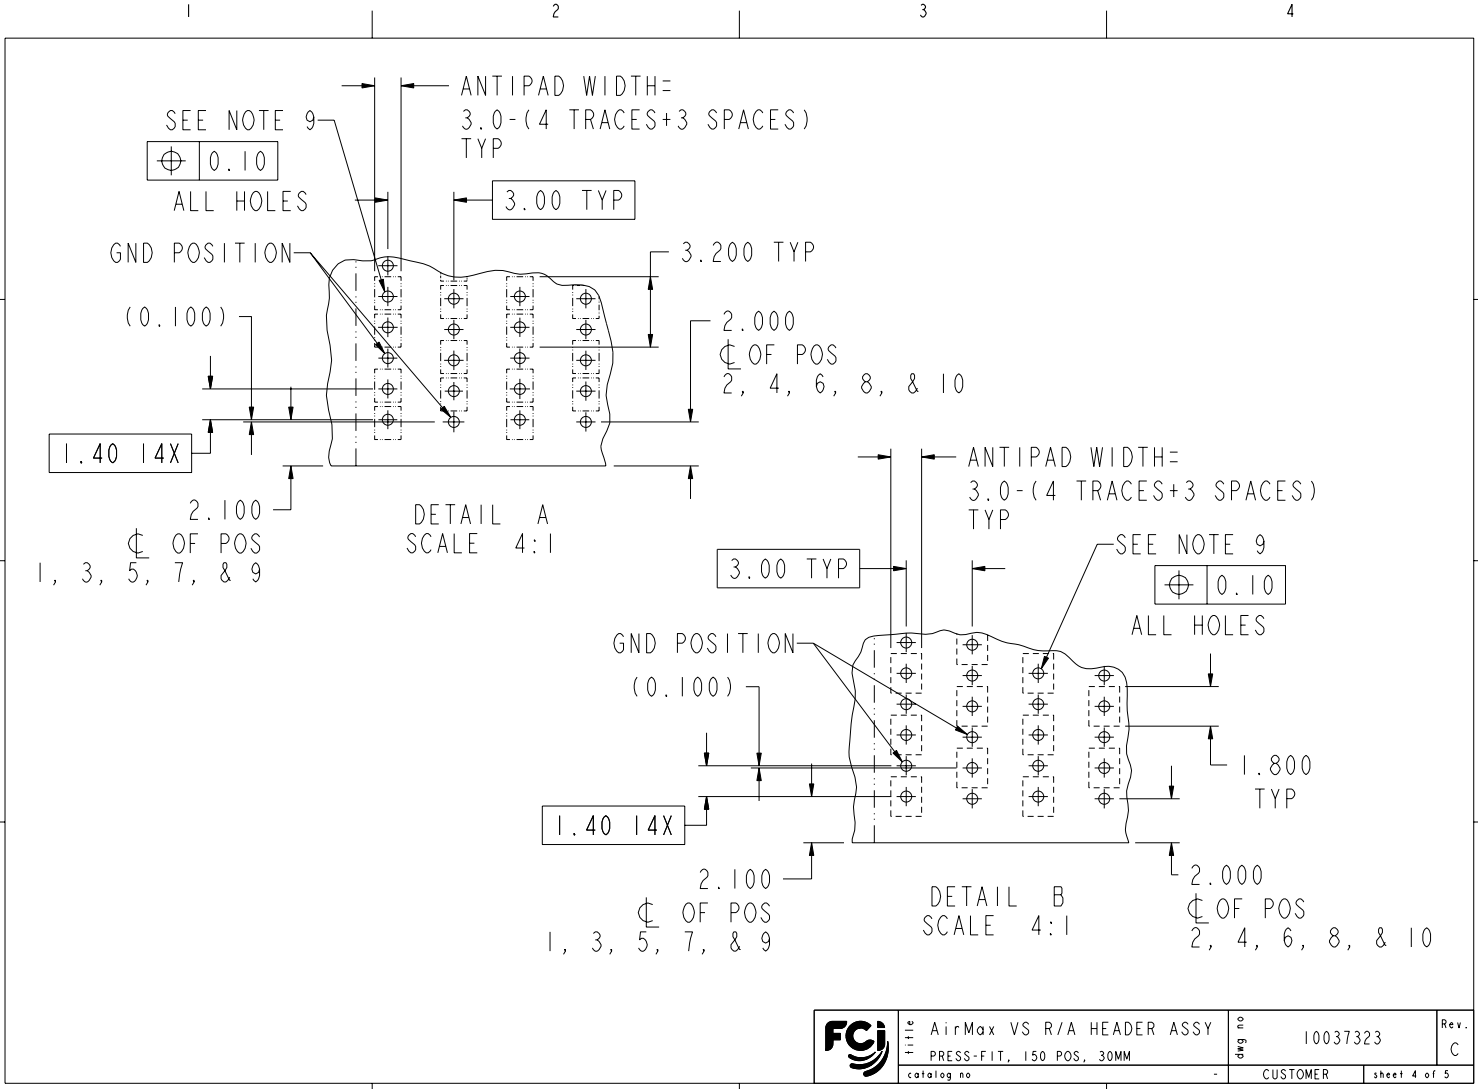 1
2
3
4
ANTIPAD WIDTH=
3.0-(4 TRACES+3 SPACES)
TYP
SEE NOTE 9
⌖ 0.10
ALL HOLES
3.00 TYP
GND POSITION
3.200 TYP
(0.100)
2.000
℄ OF POS
2, 4, 6, 8, & 10
1.40 14X
2.100
℄ OF POS
1, 3, 5, 7, & 9
DETAIL A
SCALE 4:1
ANTIPAD WIDTH=
3.0-(4 TRACES+3 SPACES)
TYP
SEE NOTE 9
⌖ 0.10
ALL HOLES
3.00 TYP
GND POSITION
(0.100)
1.800
TYP
1.40 14X
2.100
℄ OF POS
1, 3, 5, 7, & 9
DETAIL B
SCALE 4:1
2.000
℄ OF POS
2, 4, 6, 8, & 10
FCi
title
AirMax VS R/A HEADER ASSY
PRESS-FIT, 150 POS, 30MM
catalog no -
dwg no
10037323
Rev.
C
CUSTOMER
sheet 4 of 5